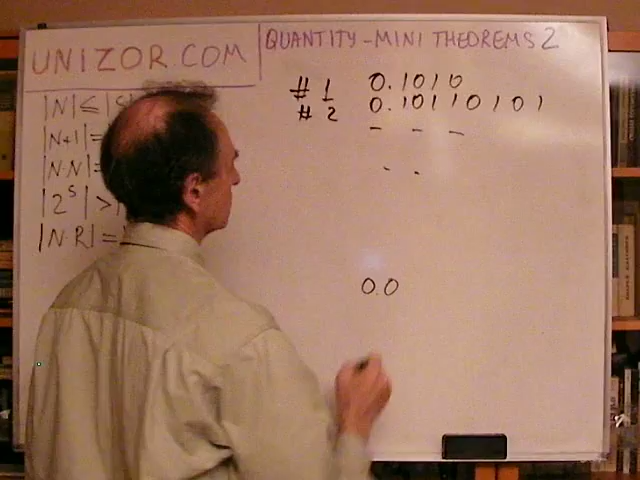 UNIZOR.COM
QUANTITY-MINI THEOREMS 2
|N| ≤ |S
|N+1| =
|N·N| =
|2^S| > |
|N·R| =
# 1 0.1010
# 2 0.10110101
0.0